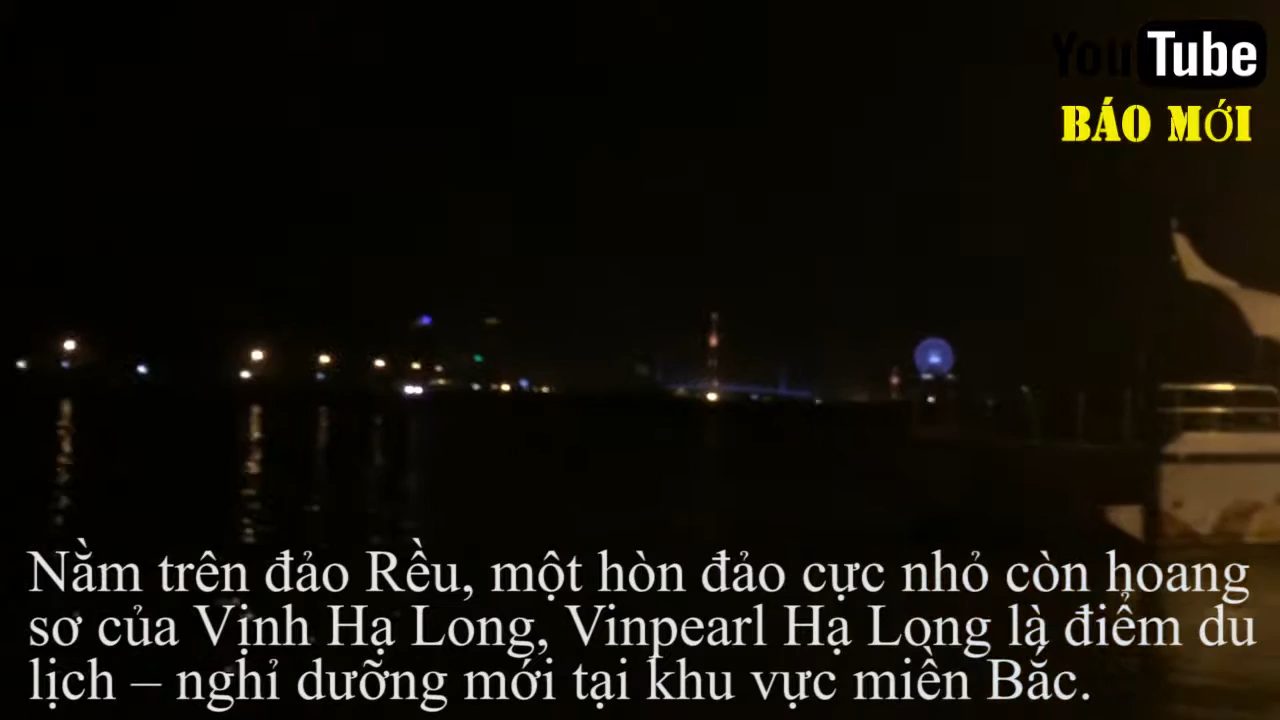 YouTube
BÁO MỚI
Nằm trên đảo Rều, một hòn đảo cực nhỏ còn hoang
sơ của Vịnh Hạ Long, Vinpearl Hạ Long là điểm du
lịch – nghỉ dưỡng mới tại khu vực miền Bắc.